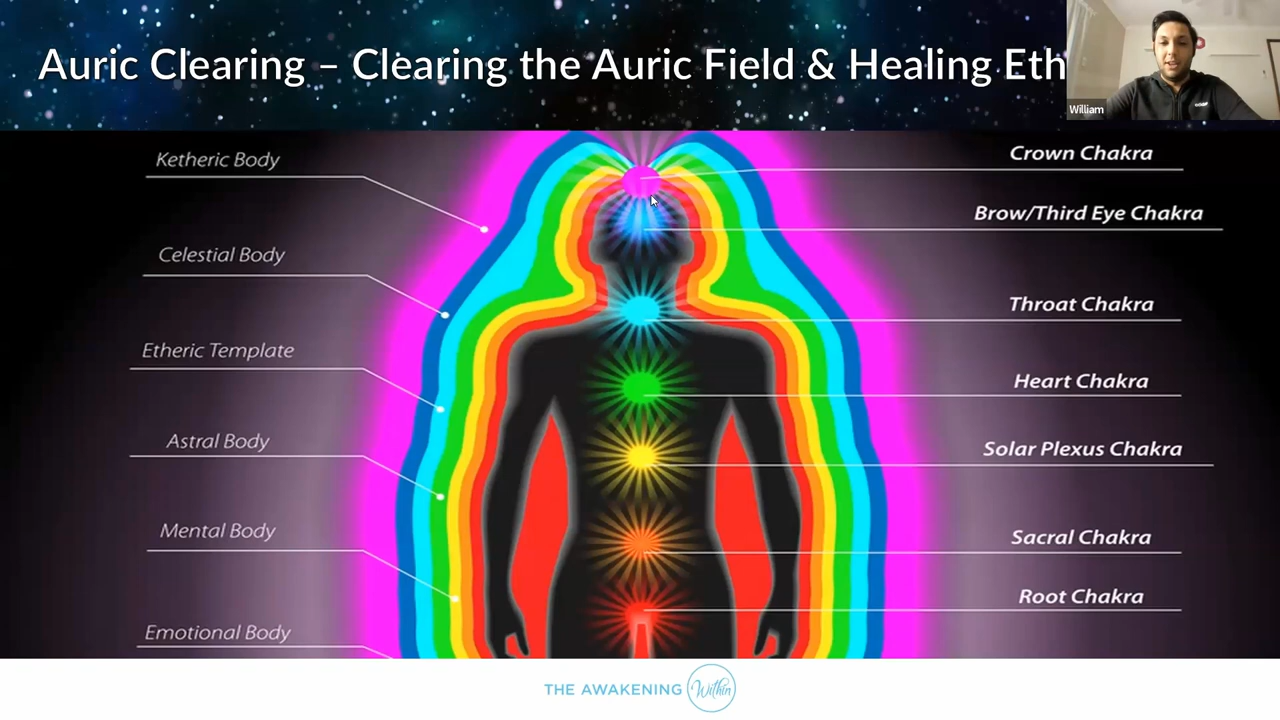 Auric Clearing – Clearing the Auric Field & Healing Eth
William
Ketheric Body
Celestial Body
Etheric Template
Astral Body
Mental Body
Emotional Body
Crown Chakra
Brow/Third Eye Chakra
Throat Chakra
Heart Chakra
Solar Plexus Chakra
Sacral Chakra
Root Chakra
THE AWAKENING Within